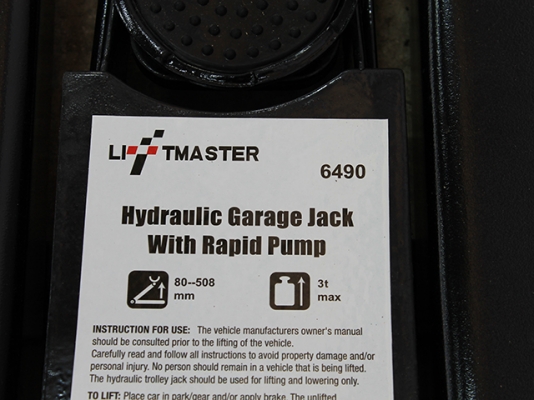 LIFTMASTER
6490
Hydraulic Garage Jack
With Rapid Pump
80--508
mm
3t
max
INSTRUCTION FOR USE: The vehicle manufacturers owner's manual
should be consulted prior to the lifting of the vehicle.
Carefully read and follow all instructions to avoid property damage and/or
personal injury. No person should remain in a vehicle that is being lifted.
The hydraulic trolley jack should be used for lifting and lowering only.
TO LIFT: Place car in park/gear and/or apply brake. The unlifted